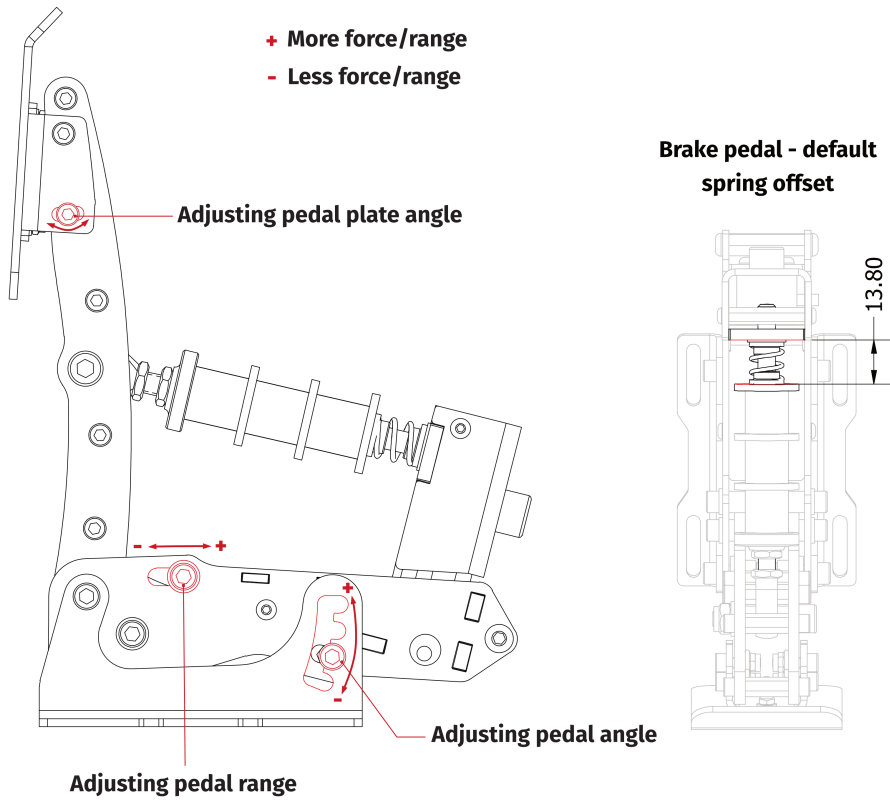 + More force/range
- Less force/range
Brake pedal - default
spring offset
Adjusting pedal plate angle
13.80
- +
+
-
Adjusting pedal angle
Adjusting pedal range